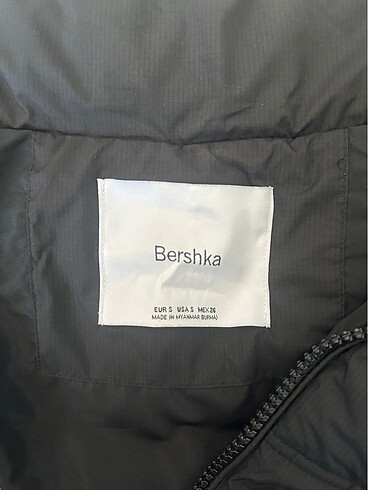 Bershka
EUR S USA S MEX 26
MADE IN MYANMAR BURMA)